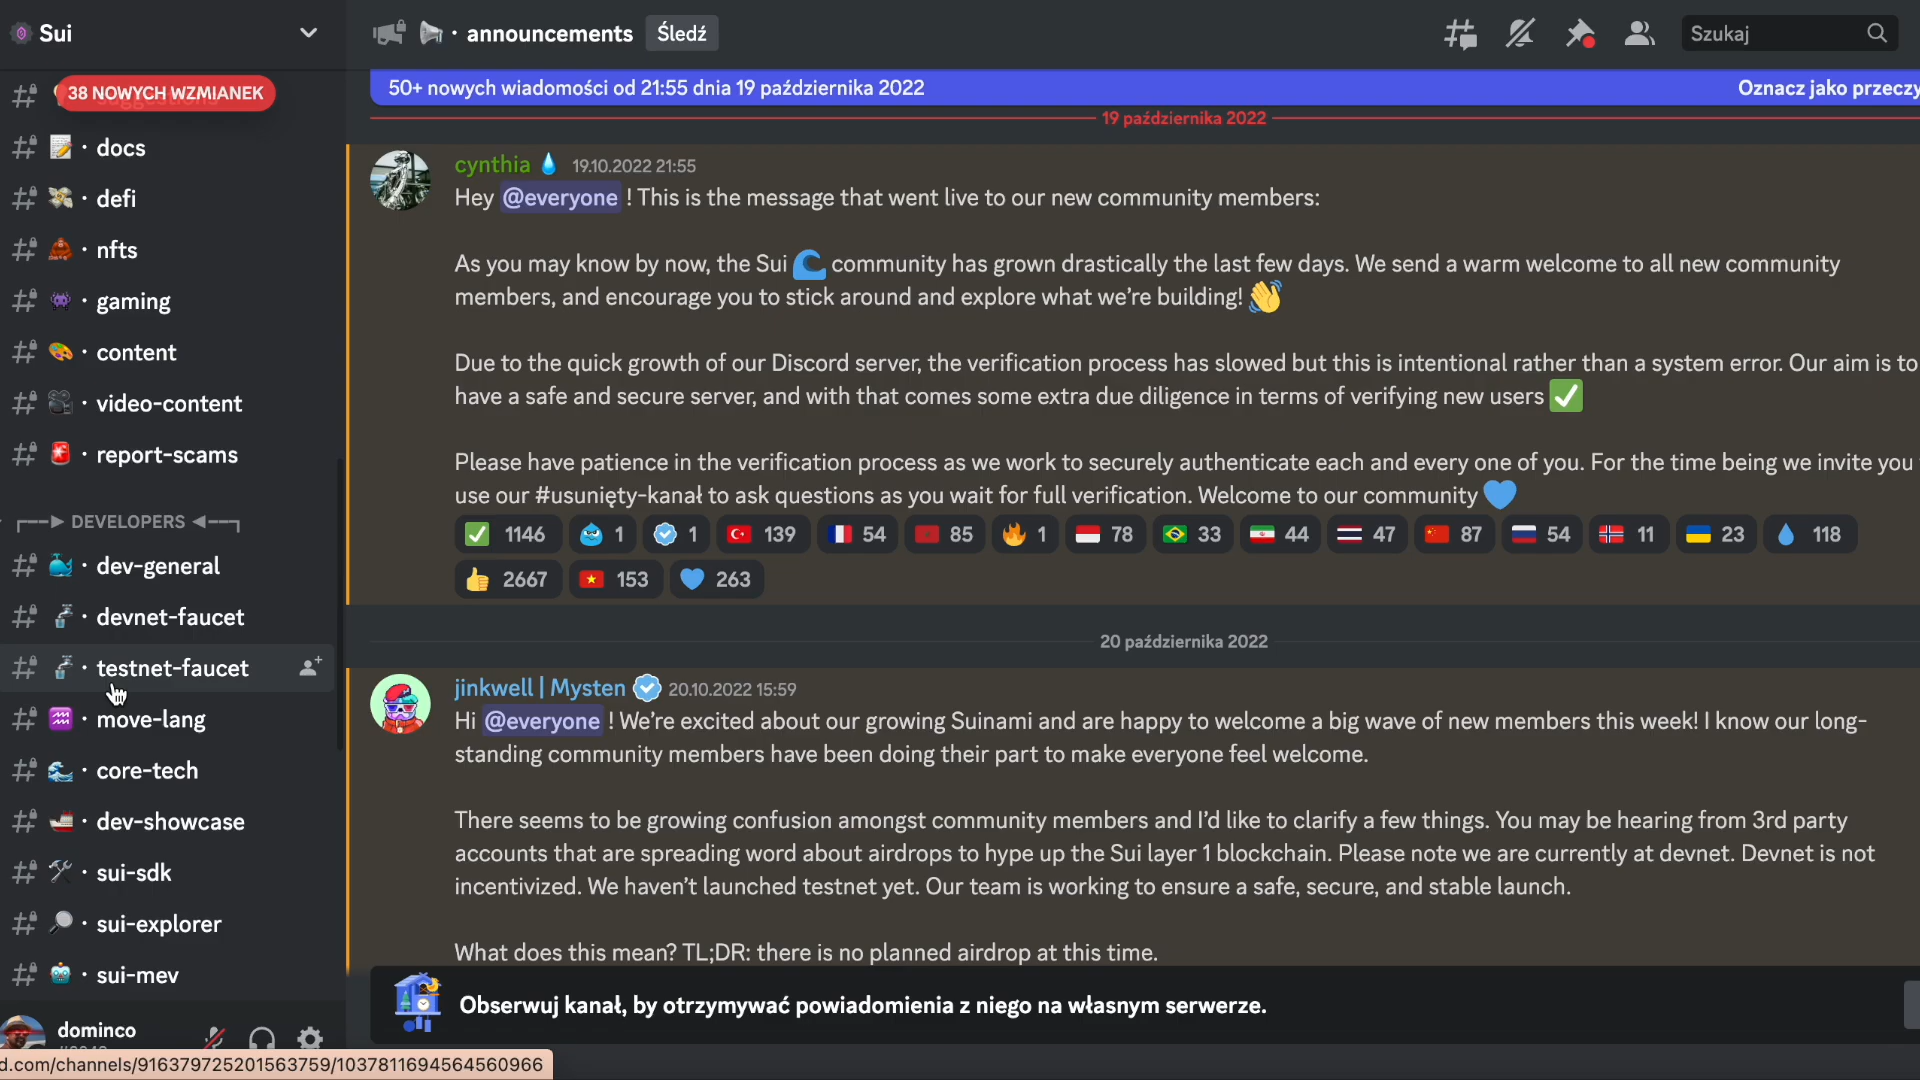 Sui
38 NOWYCH WZMIANEK
docs
defi
nfts
gaming
content
video-content
report-scams
DEVELOPERS
dev-general
devnet-faucet
testnet-faucet
move-lang
core-tech
dev-showcase
sui-sdk
sui-explorer
sui-mev
dominco
d.com/channels/916379725201563759/1037811694564560966
announcements Śledź
Szukaj
50+ nowych wiadomości od 21:55 dnia 19 października 2022 Oznacz jako przeczy
19 października 2022
cynthia 19.10.2022 21:55
Hey @everyone ! This is the message that went live to our new community members:
As you may know by now, the Sui community has grown drastically the last few days. We send a warm welcome to all new community
members, and encourage you to stick around and explore what we're building!
Due to the quick growth of our Discord server, the verification process has slowed but this is intentional rather than a system error. Our aim is to
have a safe and secure server, and with that comes some extra due diligence in terms of verifying new users
Please have patience in the verification process as we work to securely authenticate each and every one of you. For the time being we invite you
use our #usunięty-kanał to ask questions as you wait for full verification. Welcome to our community
1146 1 1 139 54 85 1 78 33 44 47 87 54 11 23 118
2667 153 263
20 października 2022
jinkwell | Mysten 20.10.2022 15:59
Hi @everyone ! We're excited about our growing Suinami and are happy to welcome a big wave of new members this week! I know our long-
standing community members have been doing their part to make everyone feel welcome.
There seems to be growing confusion amongst community members and I'd like to clarify a few things. You may be hearing from 3rd party
accounts that are spreading word about airdrops to hype up the Sui layer 1 blockchain. Please note we are currently at devnet. Devnet is not
incentivized. We haven't launched testnet yet. Our team is working to ensure a safe, secure, and stable launch.
What does this mean? TL;DR: there is no planned airdrop at this time.
Obserwuj kanał, by otrzymywać powiadomienia z niego na własnym serwerze.